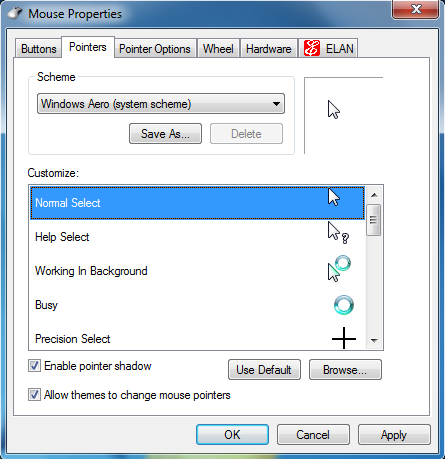 Mouse Properties
Buttons Pointers Pointer Options Wheel Hardware ELAN
Scheme
Windows Aero (system scheme)
Save As... Delete
Customize:
Normal Select
Help Select
Working In Background
Busy
Precision Select
Enable pointer shadow Use Default Browse...
Allow themes to change mouse pointers
OK Cancel Apply